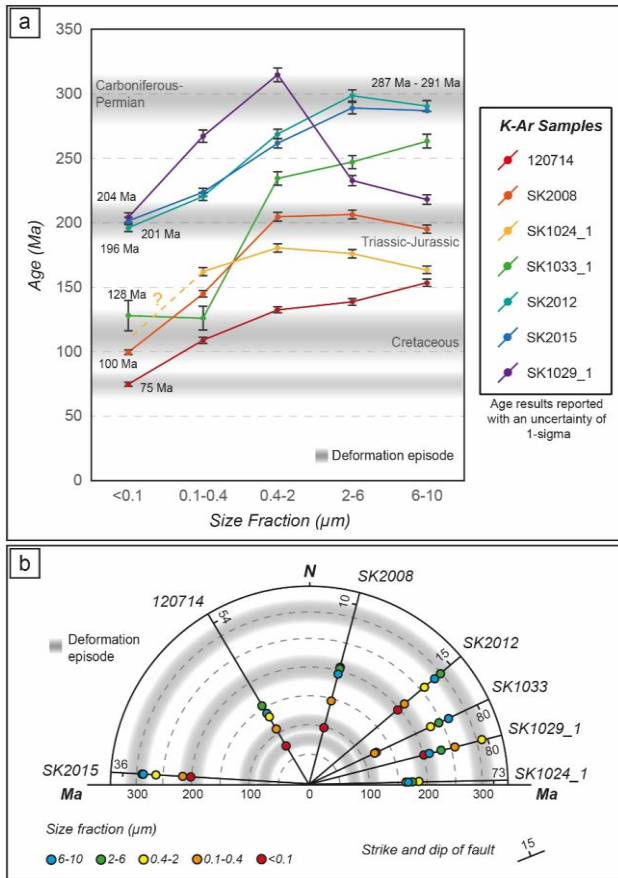 a
350
300
250
200
150
100
50
0
Age (Ma)
Carboniferous-
Permian
287 Ma - 291 Ma
204 Ma
201 Ma
196 Ma
Triassic-Jurassic
128 Ma
?
Cretaceous
100 Ma
75 Ma
Deformation episode
<0.1
0.1-0.4
0.4-2
2-6
6-10
Size Fraction (µm)
K-Ar Samples
120714
SK2008
SK1024_1
SK1033_1
SK2012
SK2015
SK1029_1
Age results reported
with an uncertainty of
1-sigma
b
N
SK2008
120714
10
54
Deformation
episode
SK2012
15
SK1033
80
SK1029_1
80
SK2015
36
SK1024_1
73
Ma
300
200
100
0
100
200
300
Ma
Size fraction (µm)
6-10
2-6
0.4-2
0.1-0.4
<0.1
Strike and dip of fault
15